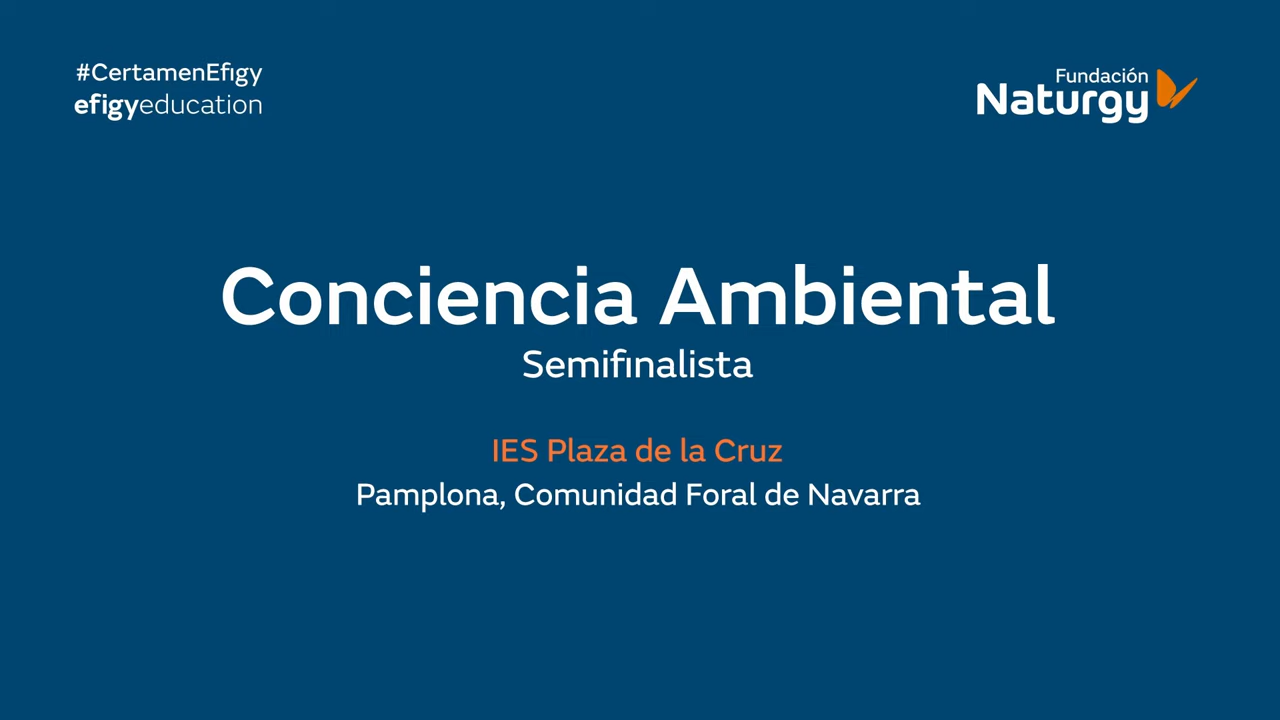 #CertamenEfigy
efigyeducation
Fundación
Naturgy
Conciencia Ambiental
Semifinalista
IES Plaza de la Cruz
Pamplona, Comunidad Foral de Navarra